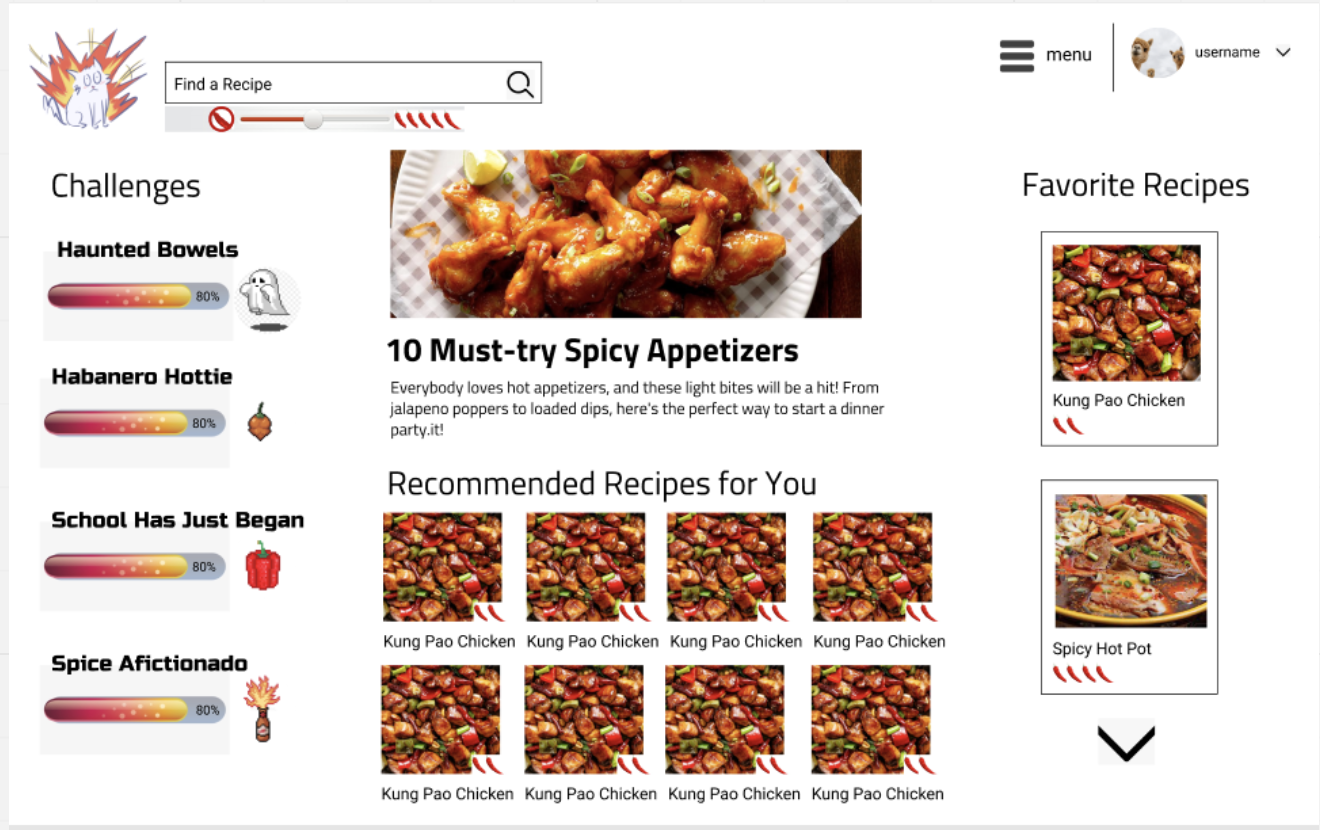 Find a Recipe
menu
username
Challenges
Haunted Bowels
80%
Habanero Hottie
80%
School Has Just Began
80%
Spice Afictionado
80%
10 Must-try Spicy Appetizers
Everybody loves hot appetizers, and these light bites will be a hit! From
jalapeno poppers to loaded dips, here's the perfect way to start a dinner
party.it!
Recommended Recipes for You
Kung Pao Chicken
Kung Pao Chicken
Kung Pao Chicken
Kung Pao Chicken
Kung Pao Chicken
Kung Pao Chicken
Kung Pao Chicken
Kung Pao Chicken
Favorite Recipes
Kung Pao Chicken
Spicy Hot Pot